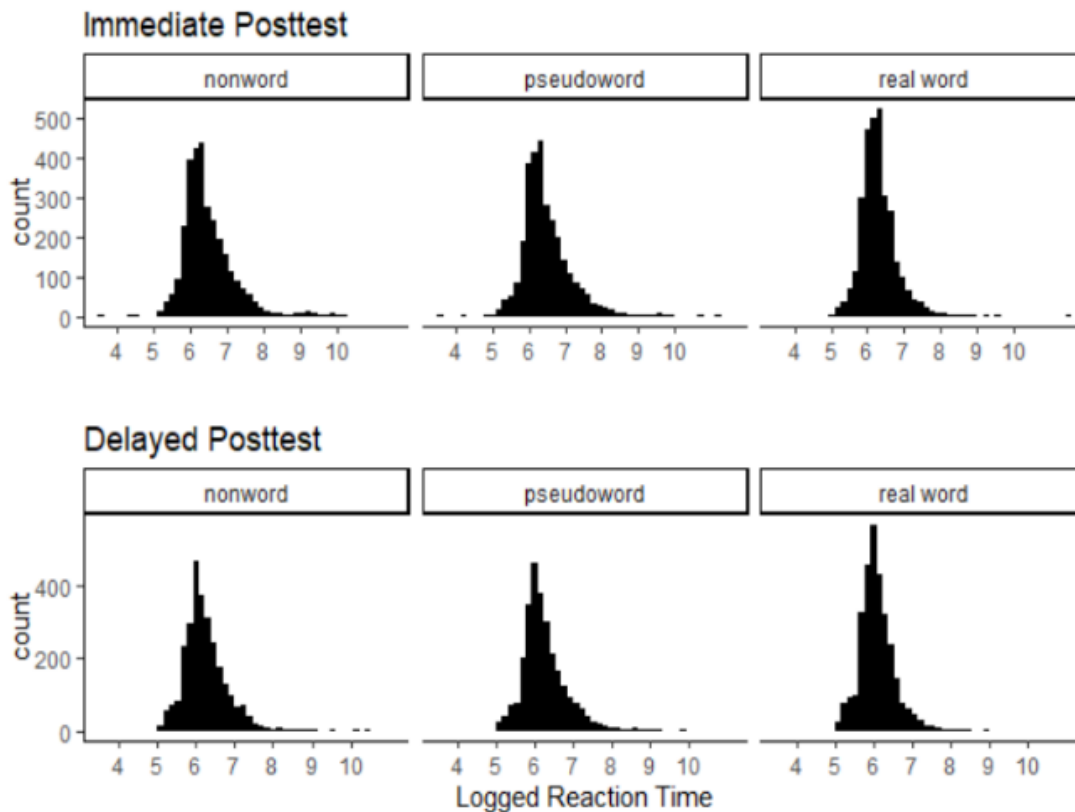 Immediate Posttest
nonword pseudoword real word
500
400
300
200
100
0
count
4 5 6 7 8 9 10 4 5 6 7 8 9 10 4 5 6 7 8 9 10
Delayed Posttest
nonword pseudoword real word
400
200
0
count
4 5 6 7 8 9 10 4 5 6 7 8 9 10 4 5 6 7 8 9 10
Logged Reaction Time